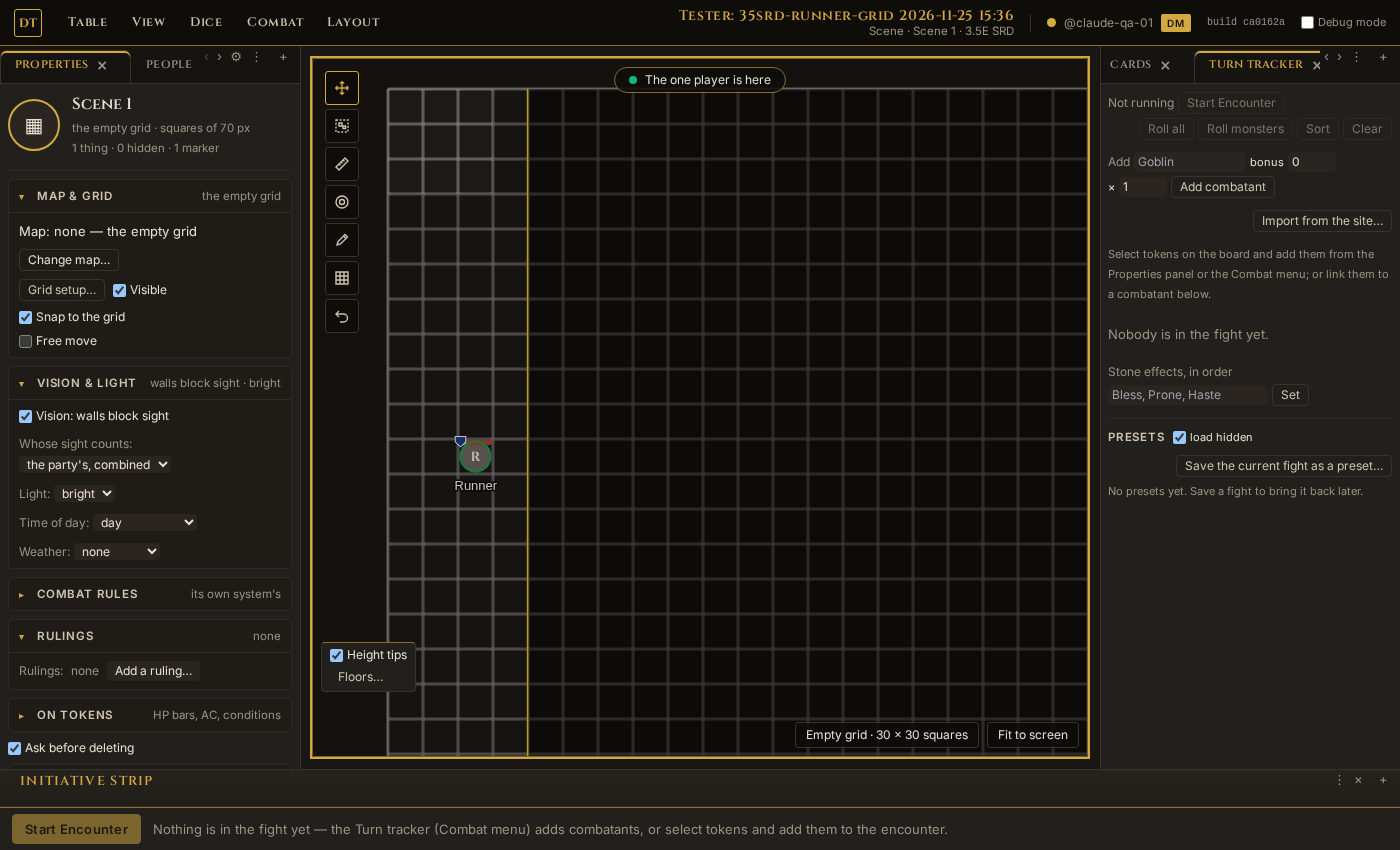 DT TABLE VIEW DICE COMBAT LAYOUT
TESTER: 35SRD-RUNNER-GRID 2026-11-25 15:36
Scene · Scene 1 · 3.5E SRD
@claude-qa-01 DM build ca0162a Debug mode
PROPERTIES × PEOPLE
SCENE 1
the empty grid · squares of 70 px
1 thing · 0 hidden · 1 marker
MAP & GRID the empty grid
Map: none — the empty grid
Change map...
Grid setup... Visible
Snap to the grid
Free move
VISION & LIGHT walls block sight · bright
Vision: walls block sight
Whose sight counts:
the party's, combined
Light: bright
Time of day: day
Weather: none
COMBAT RULES its own system's
RULINGS none
Rulings: none Add a ruling...
ON TOKENS HP bars, AC, conditions
Ask before deleting
The one player is here
R
Runner
Height tips
Floors...
Empty grid · 30 × 30 squares Fit to screen
CARDS × TURN TRACKER ×
Not running Start Encounter
Roll all Roll monsters Sort Clear
Add Goblin bonus 0
× 1 Add combatant
Import from the site...
Select tokens on the board and add them from the
Properties panel or the Combat menu; or link them to
a combatant below.
Nobody is in the fight yet.
Stone effects, in order
Bless, Prone, Haste Set
PRESETS load hidden
Save the current fight as a preset...
No presets yet. Save a fight to bring it back later.
INITIATIVE STRIP
Start Encounter Nothing is in the fight yet — the Turn tracker (Combat menu) adds combatants, or select tokens and add them to the encounter.